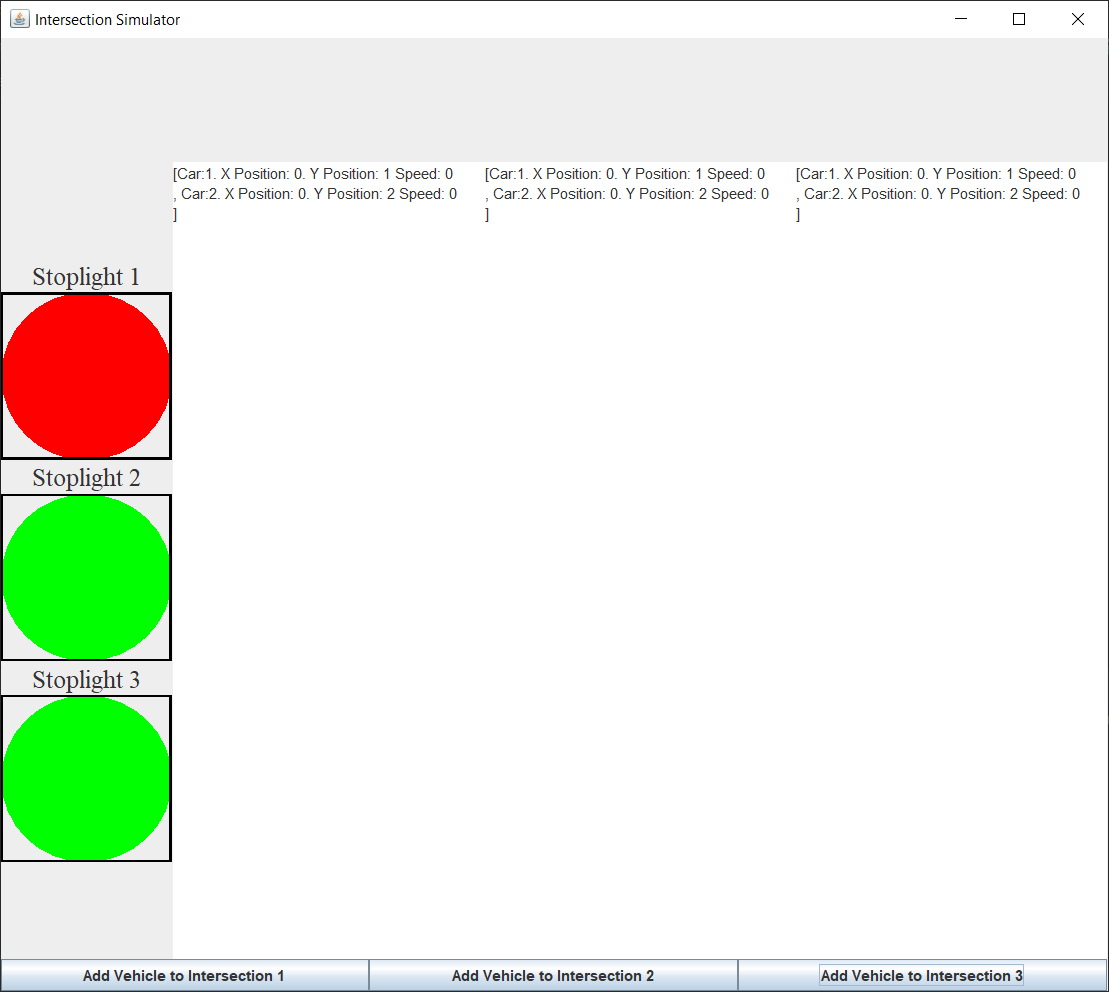 Intersection Simulator
[Car:1. X Position: 0. Y Position: 1 Speed: 0
, Car:2. X Position: 0. Y Position: 2 Speed: 0
]
[Car:1. X Position: 0. Y Position: 1 Speed: 0
, Car:2. X Position: 0. Y Position: 2 Speed: 0
]
[Car:1. X Position: 0. Y Position: 1 Speed: 0
, Car:2. X Position: 0. Y Position: 2 Speed: 0
]
Stoplight 1
Stoplight 2
Stoplight 3
Add Vehicle to Intersection 1
Add Vehicle to Intersection 2
Add Vehicle to Intersection 3